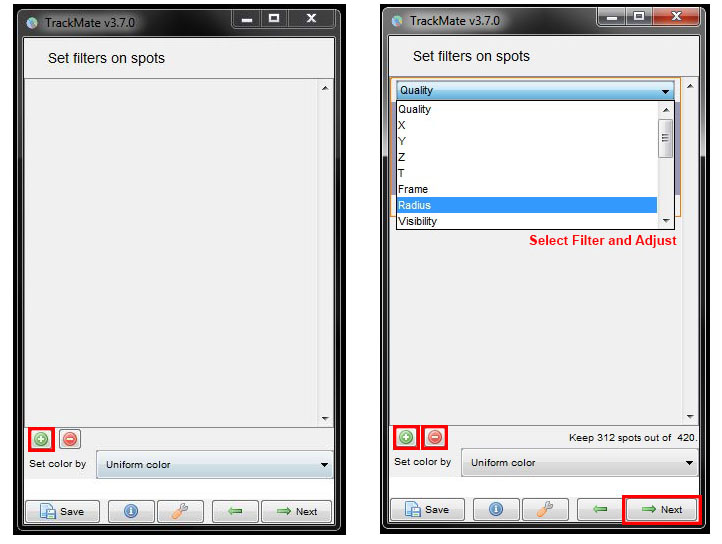 TrackMate v3.7.0
Set filters on spots
Set color by
Uniform color
Save
Next
TrackMate v3.7.0
Set filters on spots
Quality
Quality
X
Y
Z
T
Frame
Radius
Visibility
Select Filter and Adjust
Keep 312 spots out of 420.
Set color by
Uniform color
Save
Next